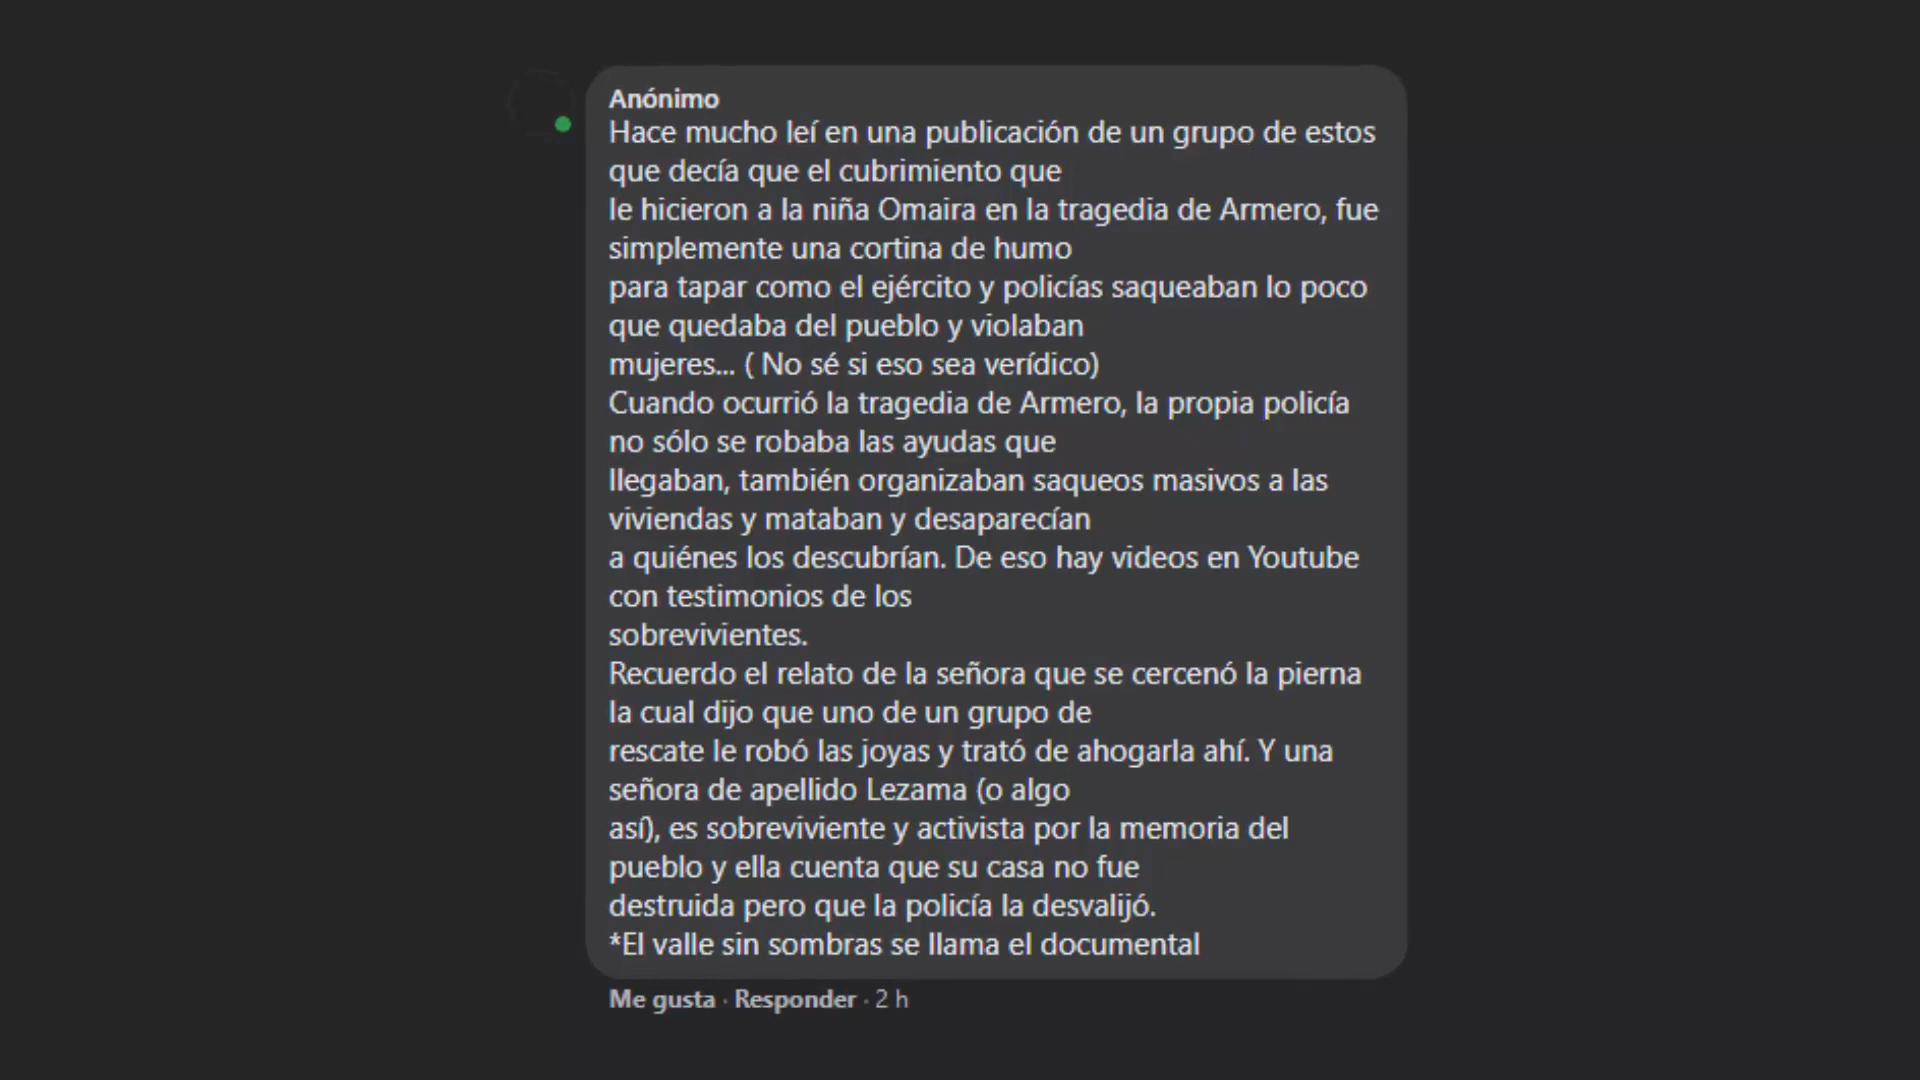 Anónimo
Hace mucho leí en una publicación de un grupo de estos
que decía que el cubrimiento que
le hicieron a la niña Omaira en la tragedia de Armero, fue
simplemente una cortina de humo
para tapar como el ejército y policías saqueaban lo poco
que quedaba del pueblo y violaban
mujeres... ( No sé si eso sea verídico)
Cuando ocurrió la tragedia de Armero, la propia policía
no sólo se robaba las ayudas que
llegaban, también organizaban saqueos masivos a las
viviendas y mataban y desaparecían
a quiénes los descubrían. De eso hay videos en Youtube
con testimonios de los
sobrevivientes.
Recuerdo el relato de la señora que se cercenó la pierna
la cual dijo que uno de un grupo de
rescate le robó las joyas y trató de ahogarla ahí. Y una
señora de apellido Lezama (o algo
así), es sobreviviente y activista por la memoria del
pueblo y ella cuenta que su casa no fue
destruida pero que la policía la desvalijó.
*El valle sin sombras se llama el documental
Me gusta · Responder · 2 h